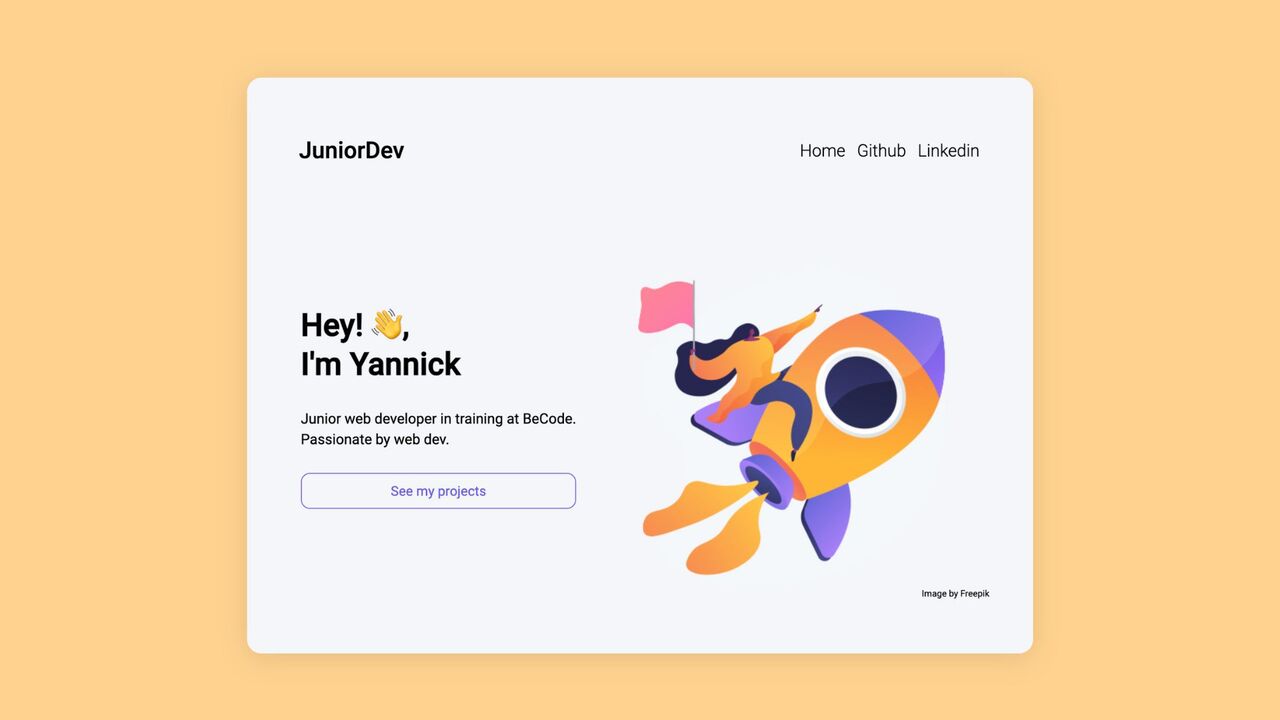 JuniorDev
Home Github Linkedin
Hey! 👋,
I'm Yannick
Junior web developer in training at BeCode.
Passionate by web dev.
See my projects
Image by Freepik